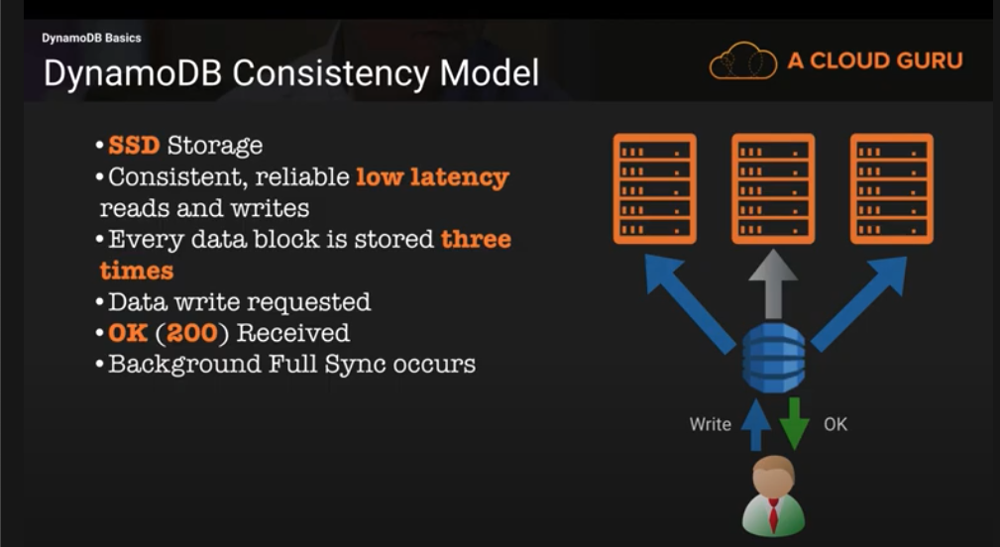 DynamoDB Basics
DynamoDB Consistency Model
A CLOUD GURU
•SSD Storage
•Consistent, reliable low latency
reads and writes
•Every data block is stored three
times
•Data write requested
•OK (200) Received
•Background Full Sync occurs
Write
OK